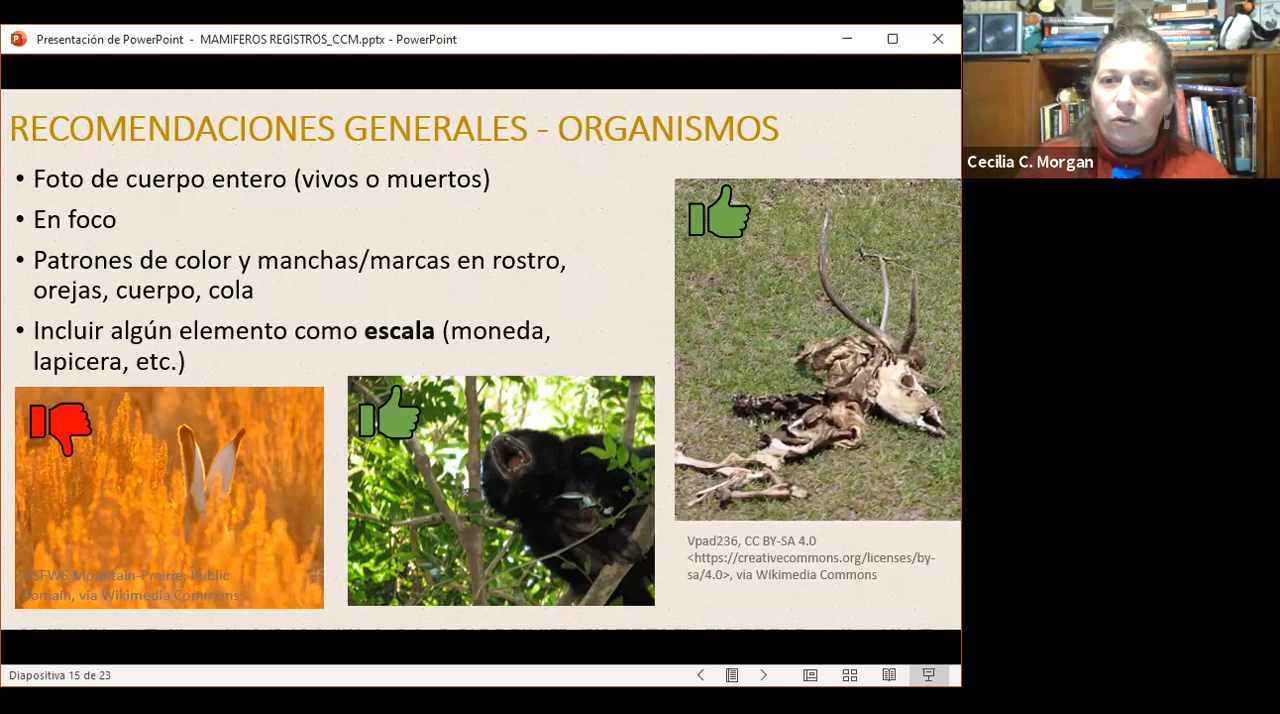 Presentación de PowerPoint - MAMIFEROS REGISTROS_CCM.pptx - PowerPoint
Cecilia C. Morgan
RECOMENDACIONES GENERALES - ORGANISMOS
• Foto de cuerpo entero (vivos o muertos)
• En foco
• Patrones de color y manchas/marcas en rostro,
orejas, cuerpo, cola
• Incluir algún elemento como escala (moneda,
lapicera, etc.)
Mountain-Prairie, Public
Domain, via Wikimedia Commons
Vpad236, CC BY-SA 4.0
<https://creativecommons.org/licenses/by-
sa/4.0>, via Wikimedia Commons
Diapositiva 15 de 23